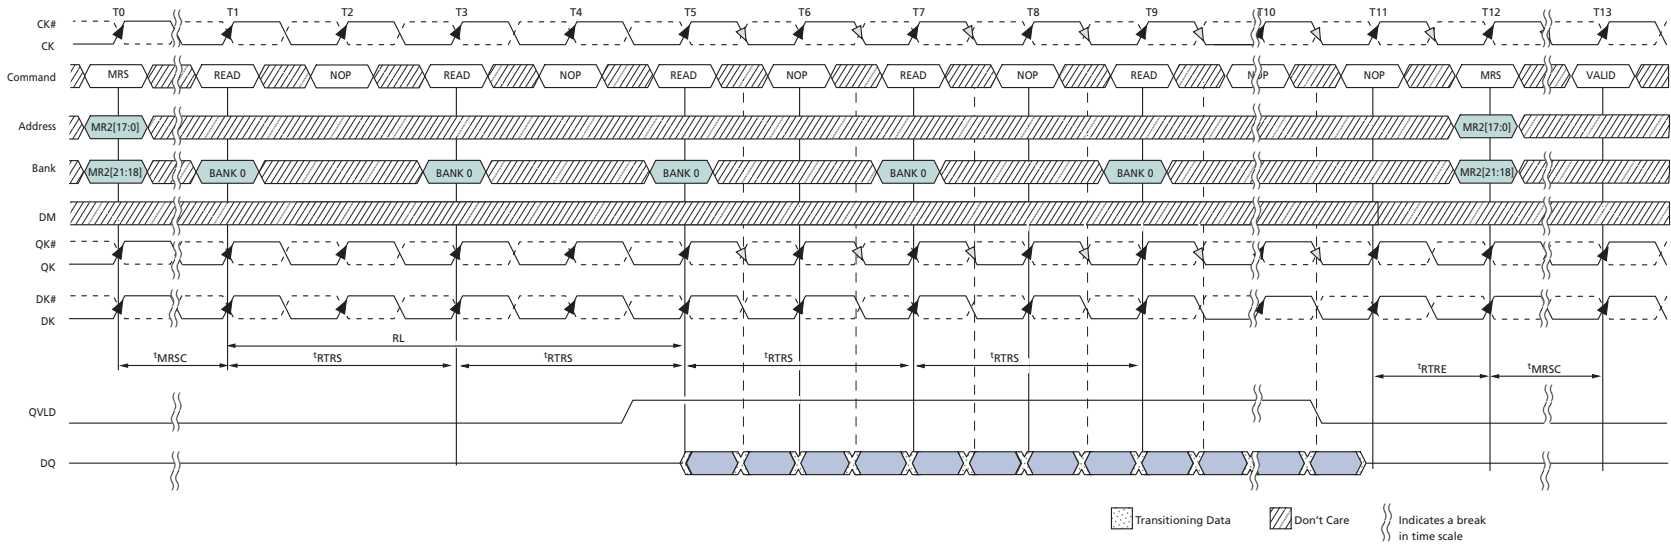 T0 T1 T2 T3 T4 T5 T6 T7 T8 T9 T10 T11 T12 T13
CK#
CK
Command MRS READ NOP READ NOP READ NOP READ NOP READ NOP NOP MRS VALID
Address MR2[17:0] MR2[17:0]
Bank MR2[21:18] BANK 0 BANK 0 BANK 0 BANK 0 BANK 0 MR2[21:18]
DM
QK#
QK
DK#
DK
RL
tMRSC tRTRS tRTRS tRTRS tRTRS
tRTRE tMRSC
QVLD
DQ
Transitioning Data Don't Care Indicates a break
in time scale